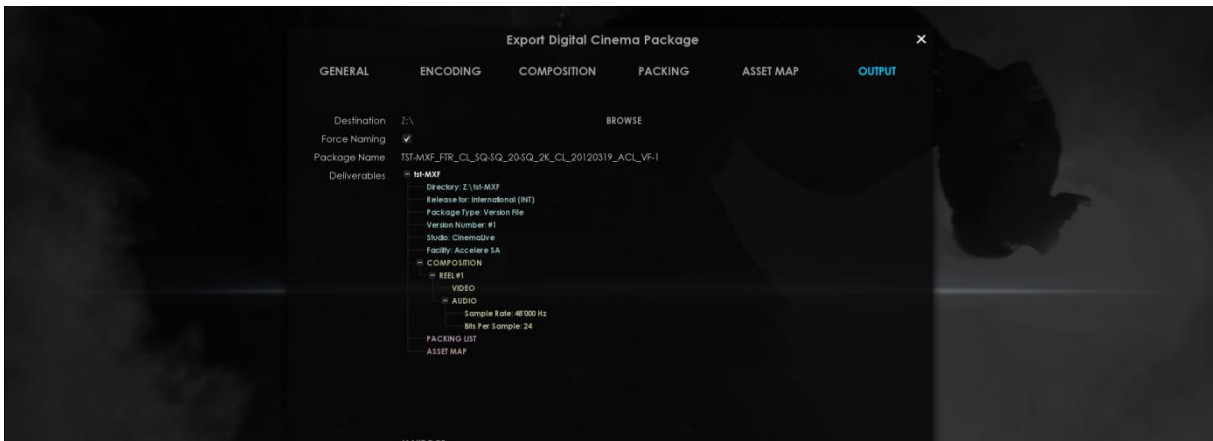 Export Digital Cinema Package ×
GENERAL ENCODING COMPOSITION PACKING ASSET MAP OUTPUT
Destination Z:\ BROWSE
Force Naming
Package Name TST-MXF_FTR_CL_SQ-SQ_20-SQ_2K_CL_20120319_ACL_VF-1
Deliverables tst-MXF
Directory: Z:\tst-MXF
Release for: International (INT)
Package Type: Version File
Version Number: #1
Studio: CinemaLive
Facility: Accelere SA
COMPOSITION
REEL #1
VIDEO
AUDIO
Sample Rate: 48'000 Hz
Bits Per Sample: 24
PACKING LIST
ASSET MAP